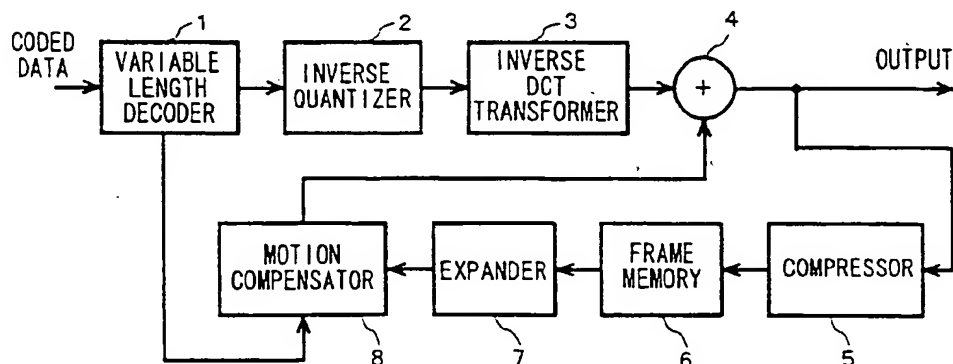 1
2
3
4
CODED
DATA
VARIABLE
LENGTH
DECODER
INVERSE
QUANTIZER
INVERSE
DCT
TRANSFORMER
+
OUTPUT
MOTION
COMPENSATOR
EXPANDER
FRAME
MEMORY
COMPRESSOR
8
7
6
5